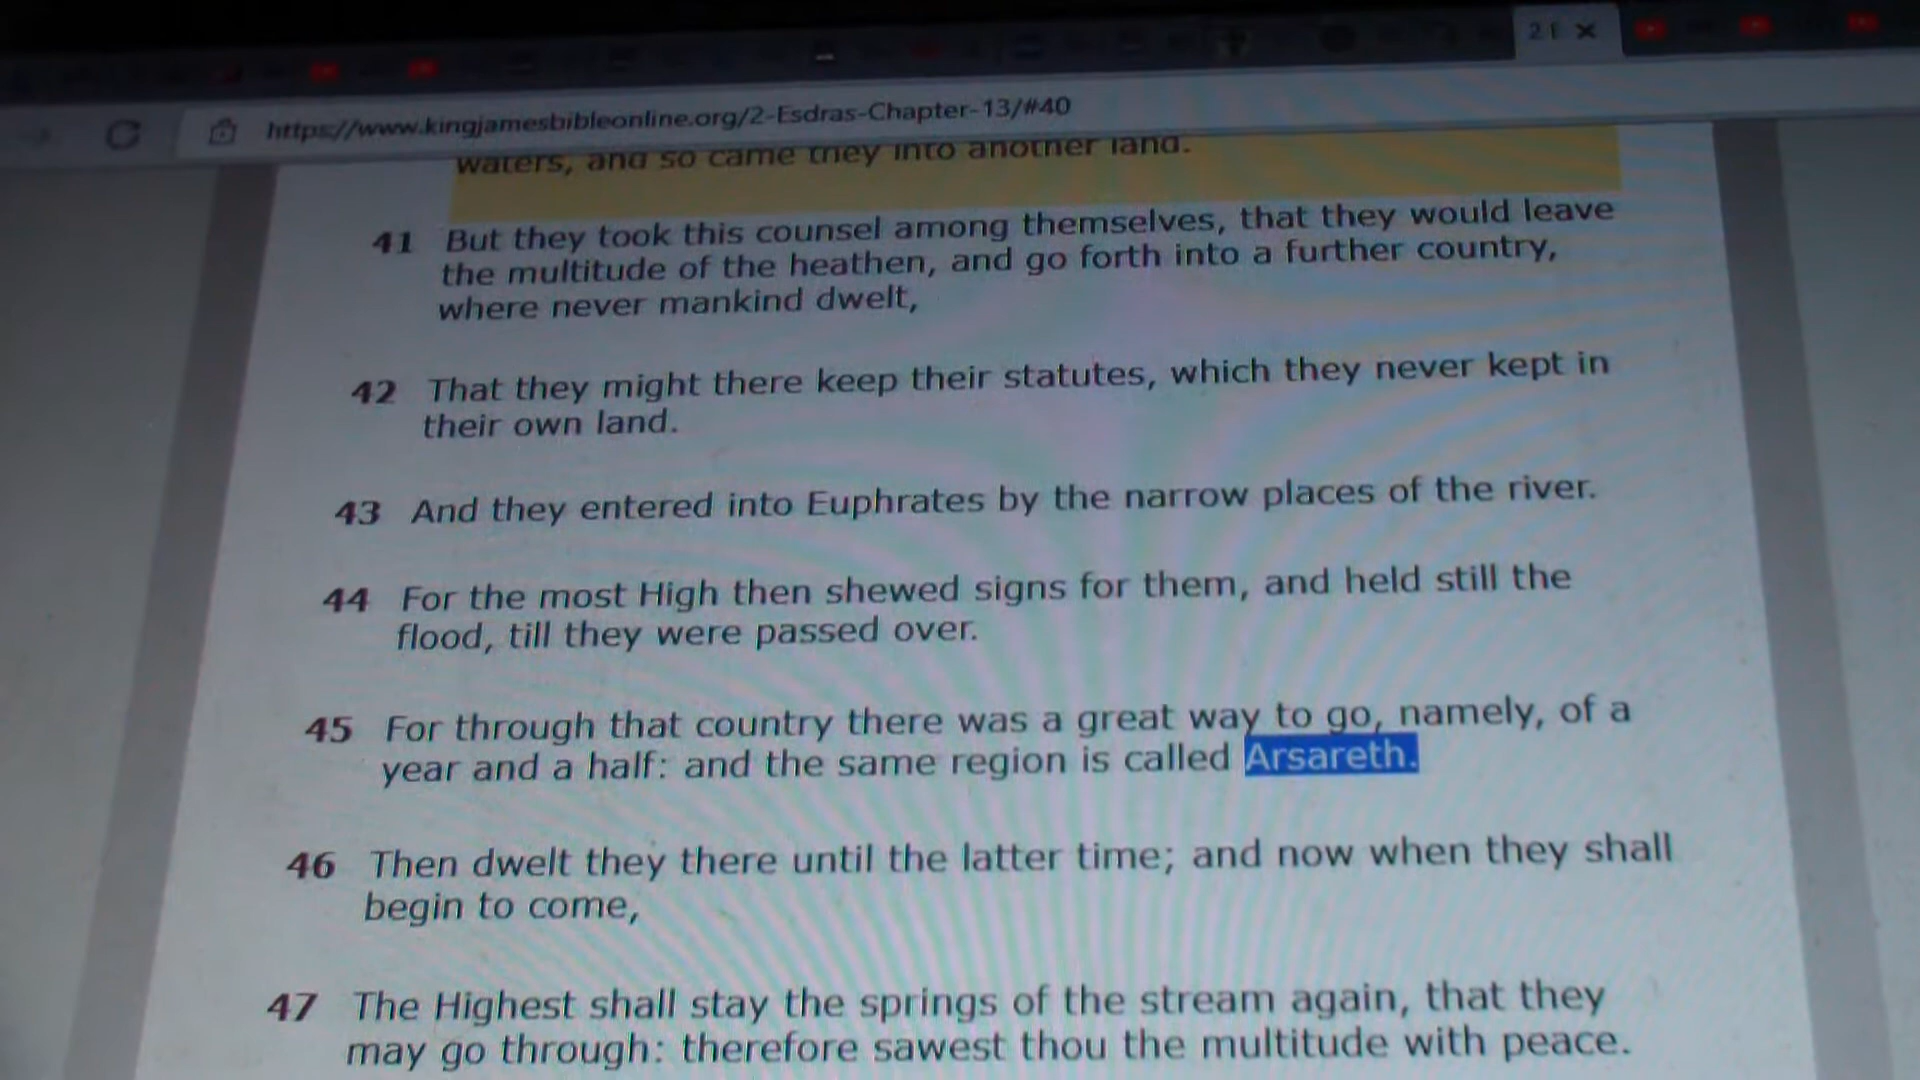 2 E
https://www.kingjamesbibleonline.org/2-Esdras-Chapter-13/#40
waters, and so came they into another land.
41 But they took this counsel among themselves, that they would leave
the multitude of the heathen, and go forth into a further country,
where never mankind dwelt,
42 That they might there keep their statutes, which they never kept in
their own land.
43 And they entered into Euphrates by the narrow places of the river.
44 For the most High then shewed signs for them, and held still the
flood, till they were passed over.
45 For through that country there was a great way to go, namely, of a
year and a half: and the same region is called Arsareth.
46 Then dwelt they there until the latter time; and now when they shall
begin to come,
47 The Highest shall stay the springs of the stream again, that they
may go through: therefore sawest thou the multitude with peace.